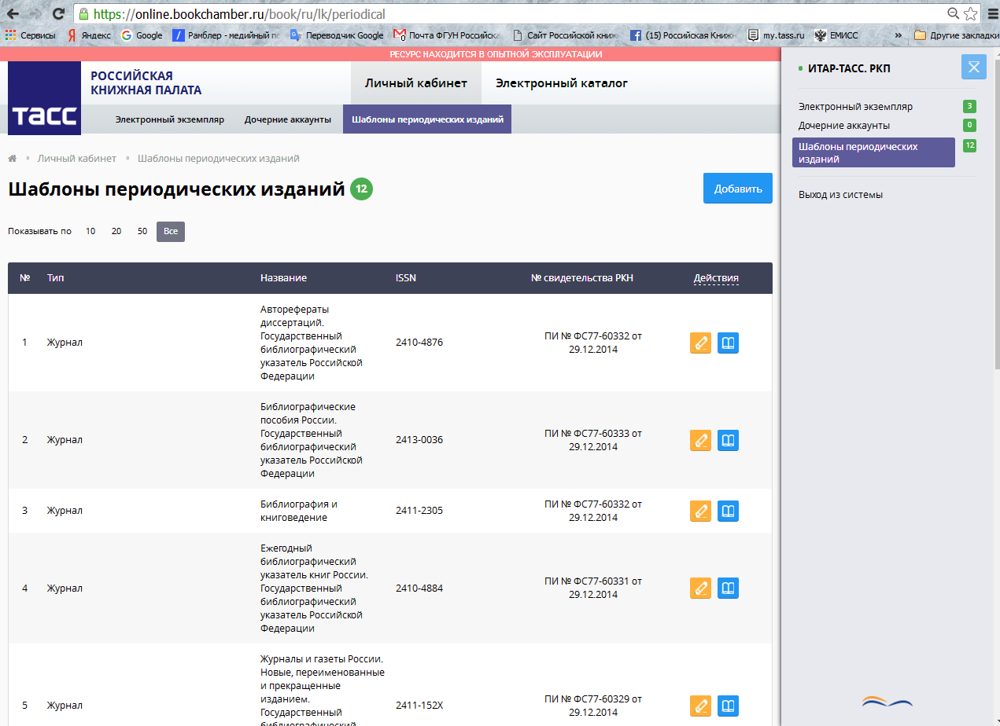 https://online.bookchamber.ru/book/ru/lk/periodical
Сервисы Яндекс Google Рамблер - медийный Переводчик Google Почта ФГУН Российска Сайт Российской книж (15) Российская Книжн my.tass.ru ЕМИСС » Другие закладки
РЕСУРС НАХОДИТСЯ В ОПЫТНОЙ ЭКСПЛУАТАЦИИ
ТАСС
РОССИЙСКАЯ
КНИЖНАЯ ПАЛАТА
Личный кабинет Электронный каталог
Электронный экземпляр Дочерние аккаунты Шаблоны периодических изданий
Личный кабинет Шаблоны периодических изданий
Шаблоны периодических изданий 12
Добавить
Показывать по 10 20 50 Все
№ Тип Название ISSN № свидетельства РКН Действия
1 Журнал
Авторефераты
диссертаций.
Государственный
библиографический
указатель Российской
Федерации
2410-4876
ПИ № ФС77-60332 от
29.12.2014
2 Журнал
Библиографические
пособия России.
Государственный
библиографический
указатель Российской
Федерации
2413-0036
ПИ № ФС77-60333 от
29.12.2014
3 Журнал
Библиография и
книговедение
2411-2305
ПИ № ФС77-60332 от
29.12.2014
4 Журнал
Ежегодный
библиографический
указатель книг России.
Государственный
библиографический
указатель Российской
Федерации
2410-4884
ПИ № ФС77-60331 от
29.12.2014
5 Журнал
Журналы и газеты России.
Новые, переименованные
и прекращенные
изданием.
Государственный
библиографический
2411-152X
ПИ № ФС77-60329 от
29.12.2014
ИТАР-ТАСС. РКП
Электронный экземпляр 3
Дочерние аккаунты 0
Шаблоны периодических
изданий
12
Выход из системы